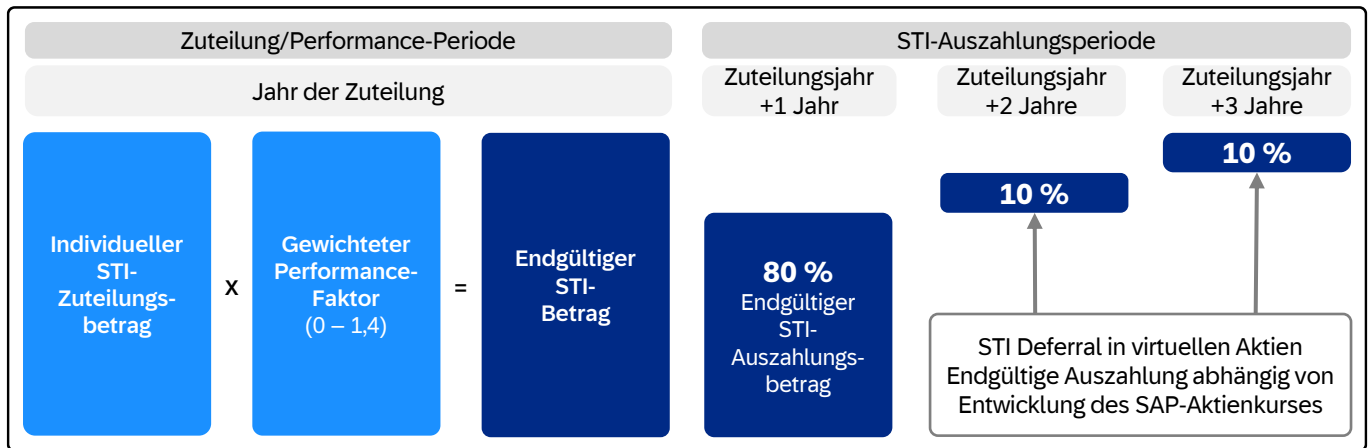 Zuteilung/Performance-Periode
STI-Auszahlungsperiode
Jahr der Zuteilung
Zuteilungsjahr
+1 Jahr
Zuteilungsjahr
+2 Jahre
Zuteilungsjahr
+3 Jahre
Individueller
STI-
Zuteilungs-
betrag
x
Gewichteter
Performance-
Faktor
(0 – 1,4)
=
Endgültiger
STI-
Betrag
80 %
Endgültiger
STI-
Auszahlungs-
betrag
10 %
10 %
STI Deferral in virtuellen Aktien
Endgültige Auszahlung abhängig von
Entwicklung des SAP-Aktienkurses